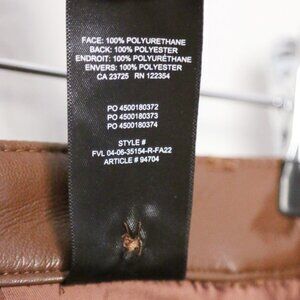 FACE: 100% POLYURETHANE
BACK: 100% POLYESTER
ENDROIT: 100% POLYURÉTHANE
ENVERS: 100% POLYESTER
CA 23725 RN 122354
PO 4500180372
PO 4500180373
PO 4500180374
STYLE #
FVL 04-06-35154-R-FA22
ARTICLE # 94704